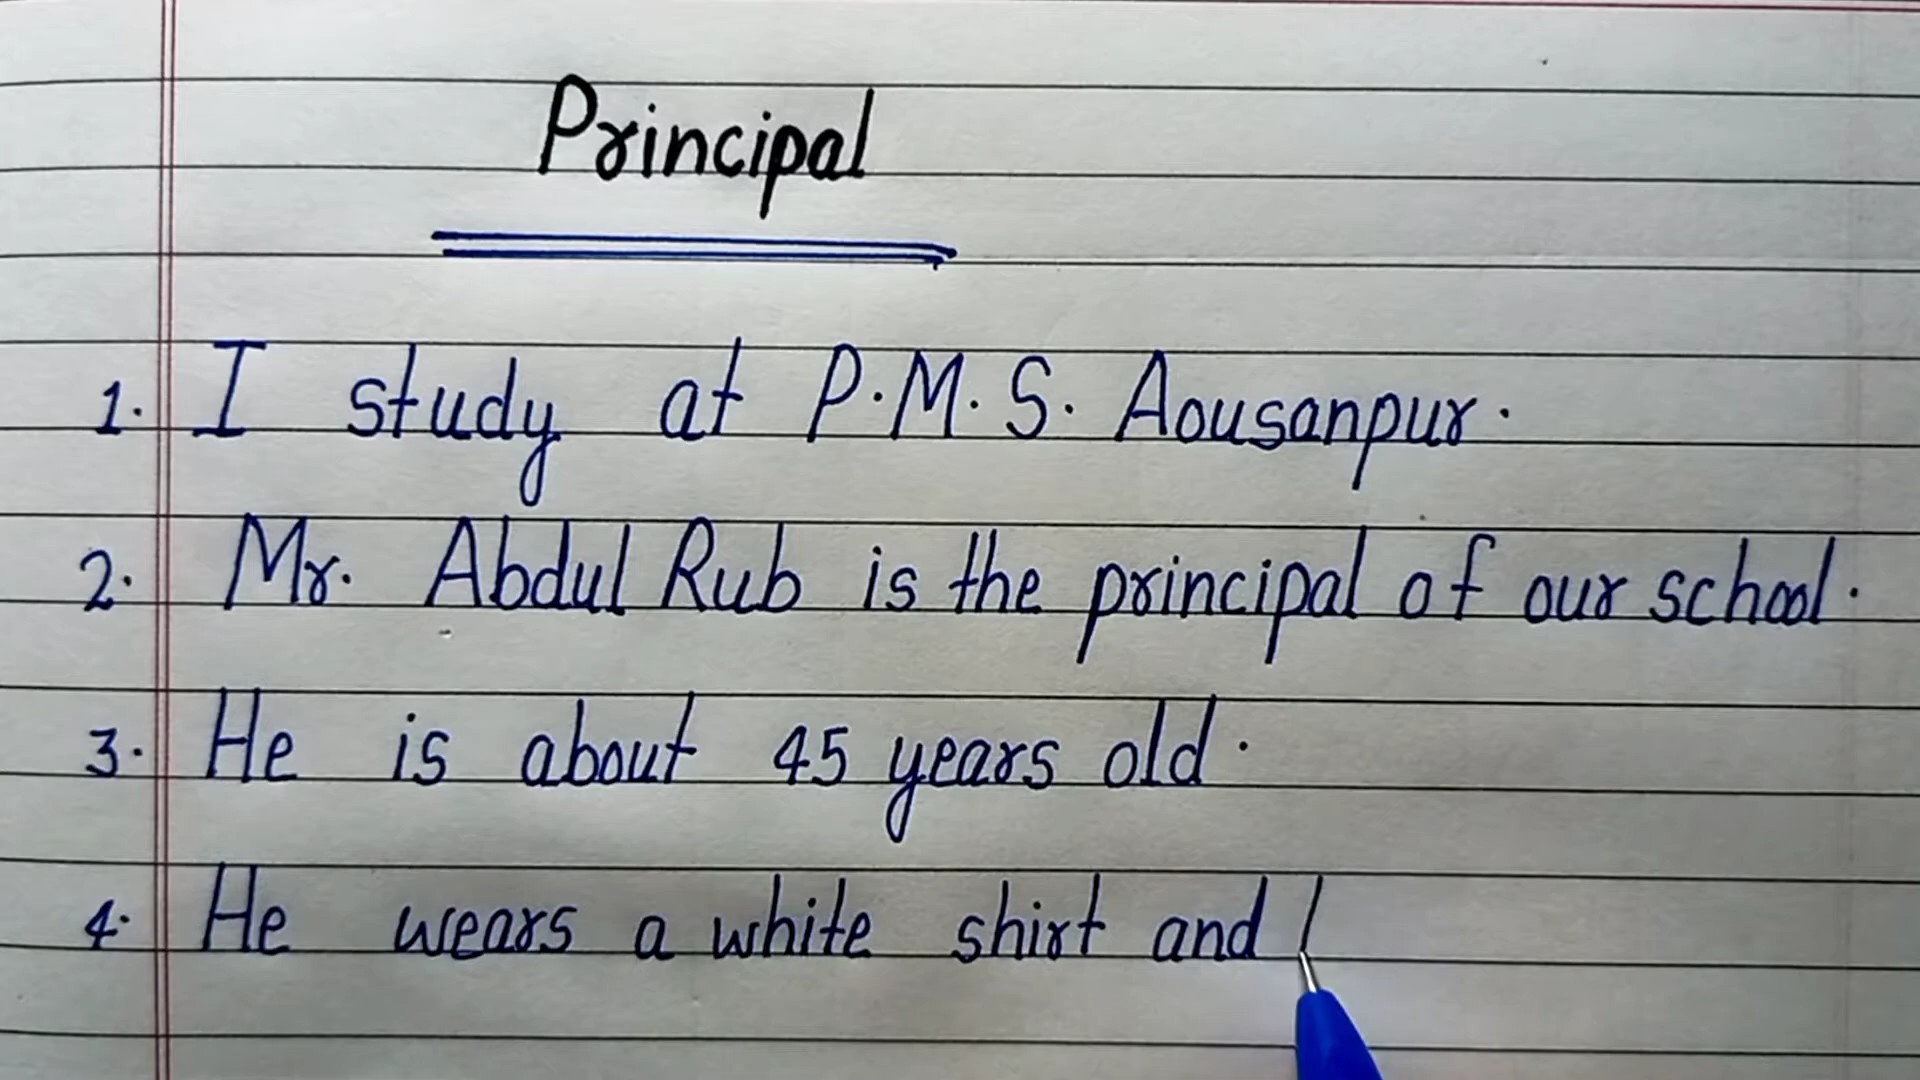 Principal
1. I study at P.M.S. Aousanpur.
2. Mr. Abdul Rub is the principal of our school.
3. He is about 45 years old.
4. He wears a white shirt and